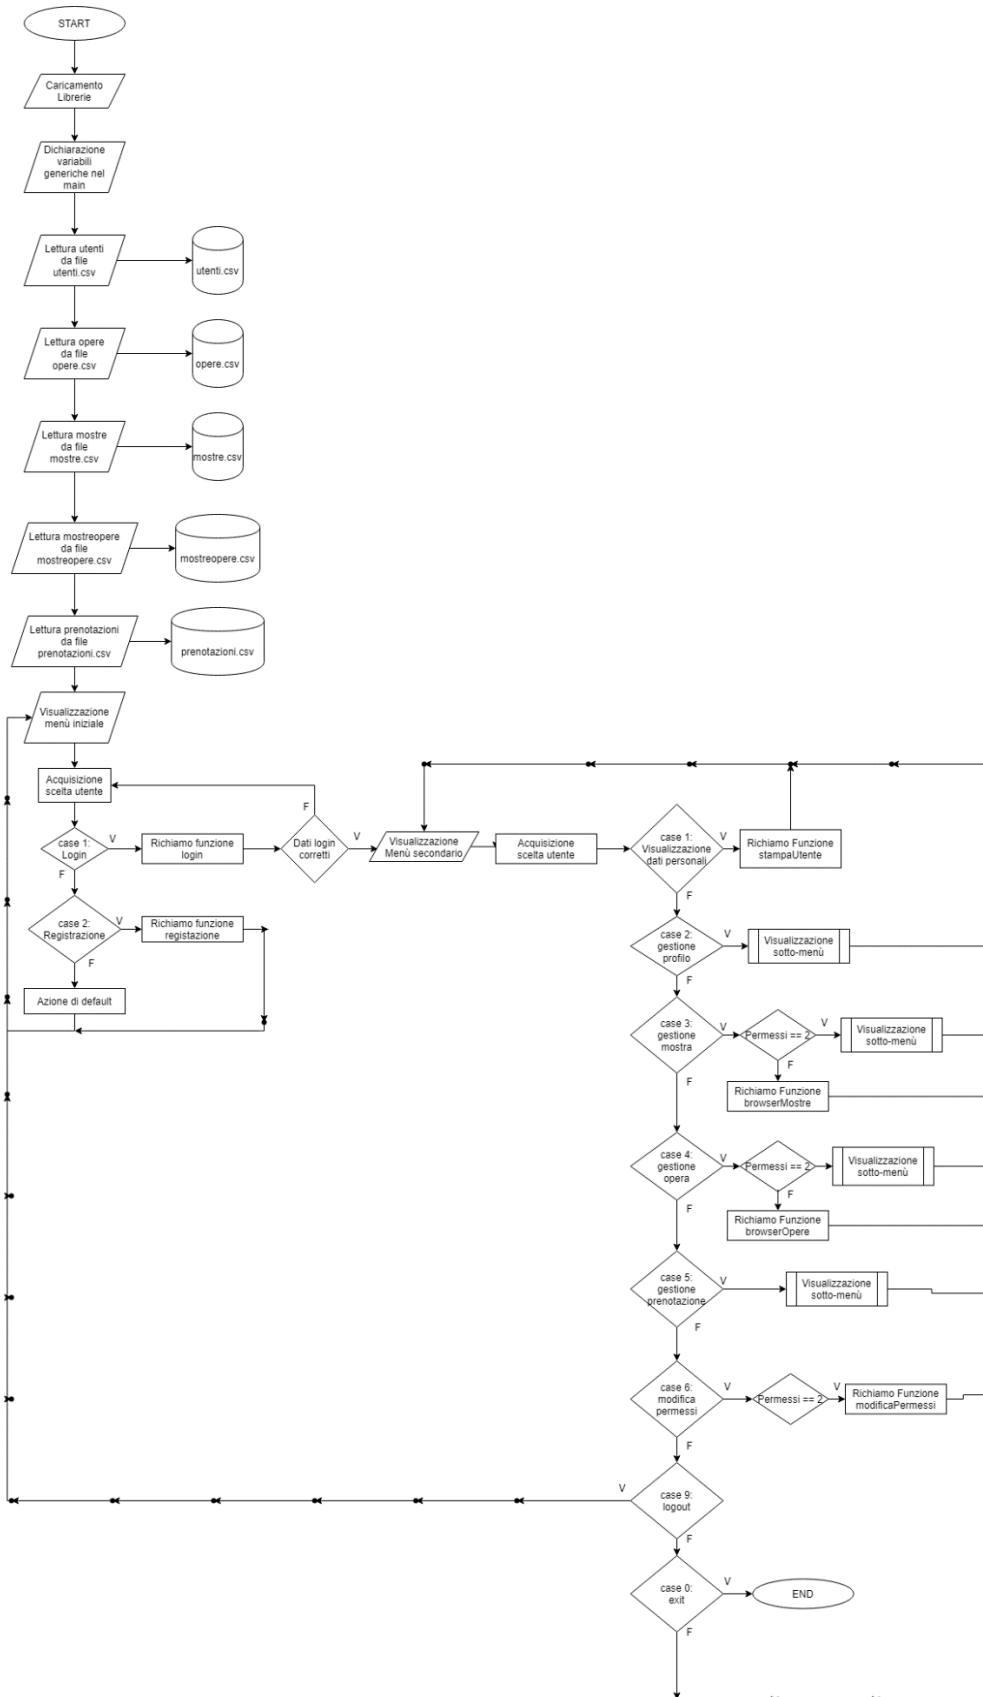 START
Caricamento
Librerie
Dichiarazione
variabili
generiche nel
main
Lettura utenti
da file
utenti.csv
utenti.csv
Lettura opere
da file
opere.csv
opere.csv
Lettura mostre
da file
mostre.csv
mostre.csv
Lettura mostreopere
da file
mostreopere.csv
mostreopere.csv
Lettura prenotazioni
da file
prenotazioni.csv
prenotazioni.csv
Visualizzazione
menù iniziale
Acquisizione
scelta utente
case 1:
Login
V
F
Richiamo funzione
login
Dati login
corretti
F
V
case 2:
Registrazione
V
F
Richiamo funzione
registazione
Azione di default
Visualizzazione
Menù secondario
Acquisizione
scelta utente
case 1:
Visualizzazione
dati personali
V
F
Richiamo Funzione
stampaUtente
case 2:
gestione
profilo
V
F
Visualizzazione
sotto-menù
case 3:
gestione
mostra
V
F
Permessi == 2
V
F
Visualizzazione
sotto-menù
Richiamo Funzione
browserMostre
case 4:
gestione
opera
V
F
Permessi == 2
V
F
Visualizzazione
sotto-menù
Richiamo Funzione
browserOpere
case 5:
gestione
prenotazione
V
F
Visualizzazione
sotto-menù
case 6:
modifica
permessi
V
F
Permessi == 2
V
Richiamo Funzione
modificaPermessi
case 9:
logout
V
F
case 0:
exit
V
F
END